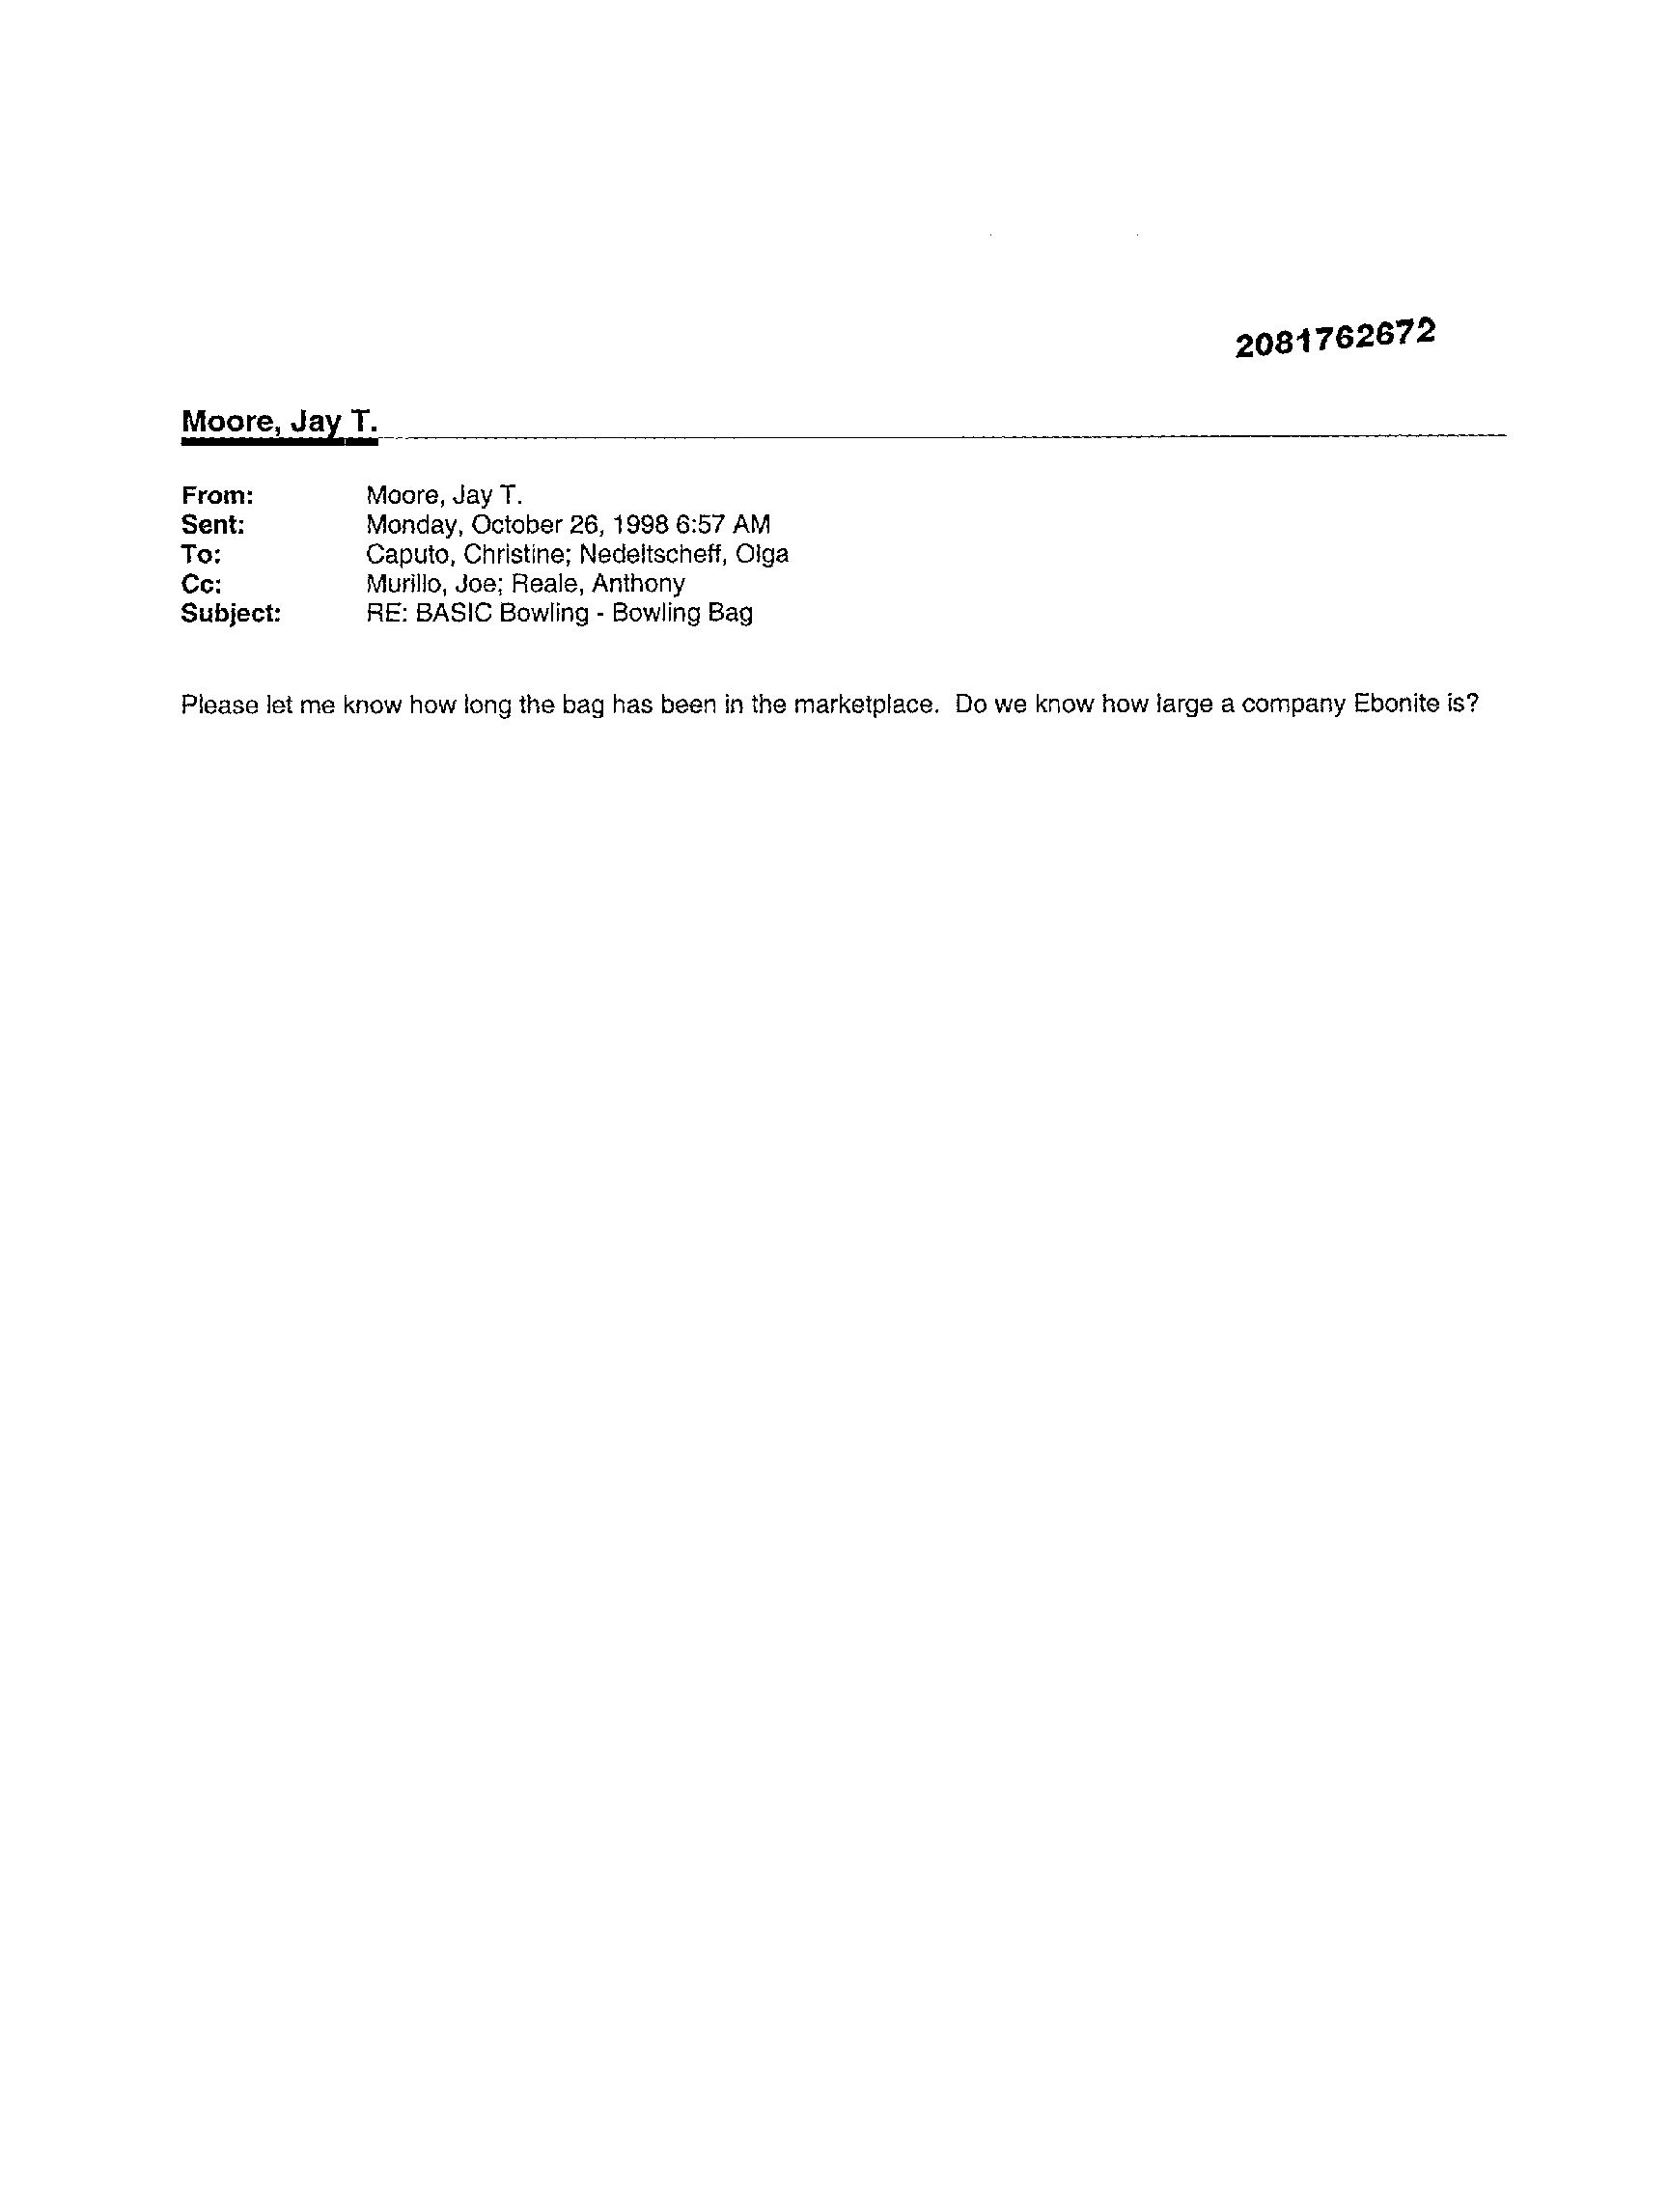 2081762672
Moore, Jay T.
From: Moore, Jay T.
Sent: Monday, October 26, 1998 6:57 AM
To: Caputo, Christine; Nedeltscheff, Olga
Cc: Murillo, Joe; Reale, Anthony
Subject: RE: BASIC Bowling - Bowling Bag
Please let me know how long the bag has been in the marketplace.  Do we know how large a company Ebonite is?